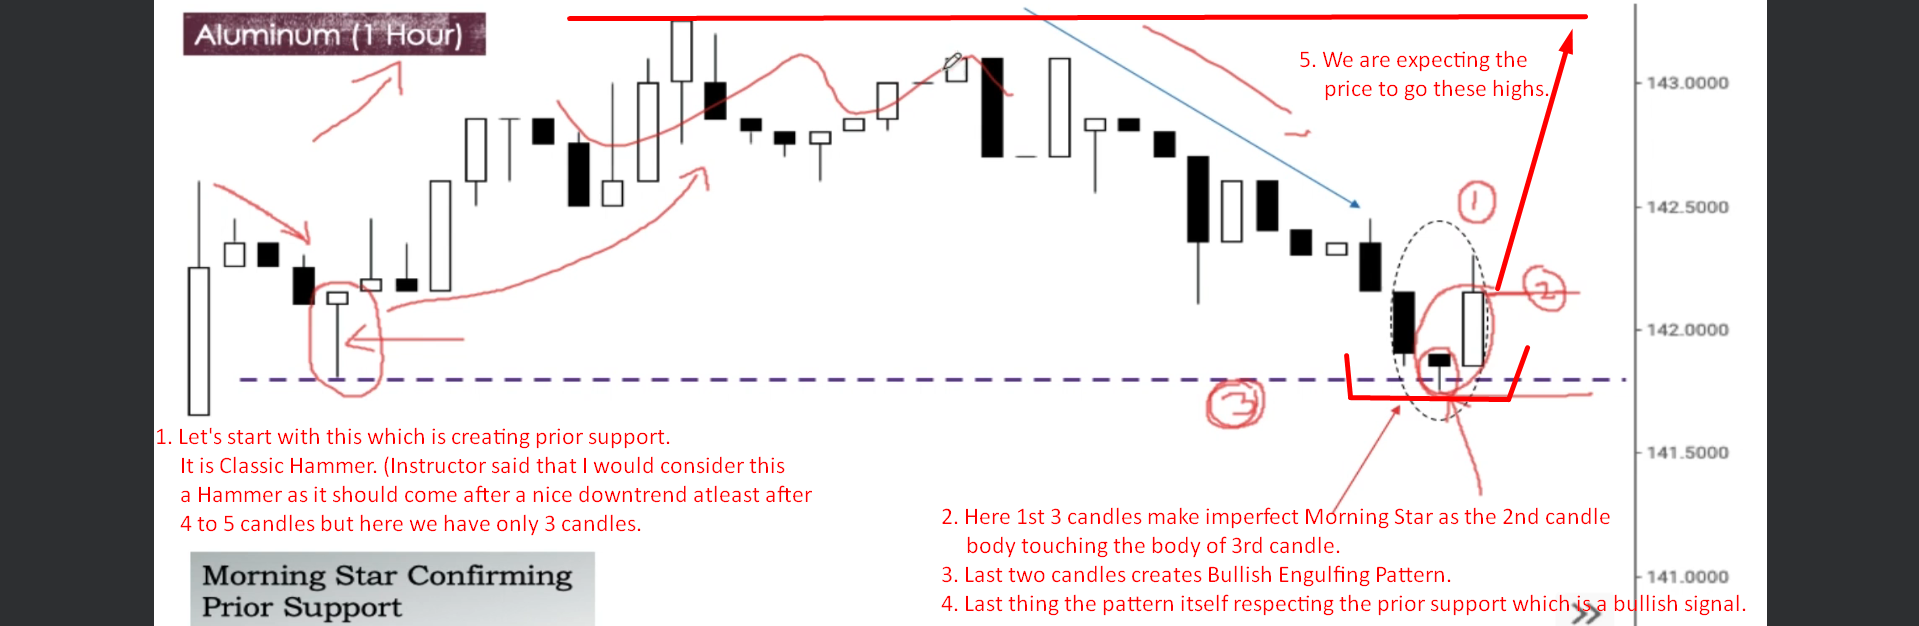 Aluminum (1 Hour)
5. We are expecting the
price to go these highs.
143.0000
1
142.5000
2
142.0000
3
1. Let's start with this which is creating prior support.
It is Classic Hammer. (Instructor said that I would consider this
a Hammer as it should come after a nice downtrend atleast after
4 to 5 candles but here we have only 3 candles.
141.5000
2. Here 1st 3 candles make imperfect Morning Star as the 2nd candle
body touching the body of 3rd candle.
3. Last two candles creates Bullish Engulfing Pattern.
4. Last thing the pattern itself respecting the prior support which is a bullish signal.
141.0000
Morning Star Confirming
Prior Support